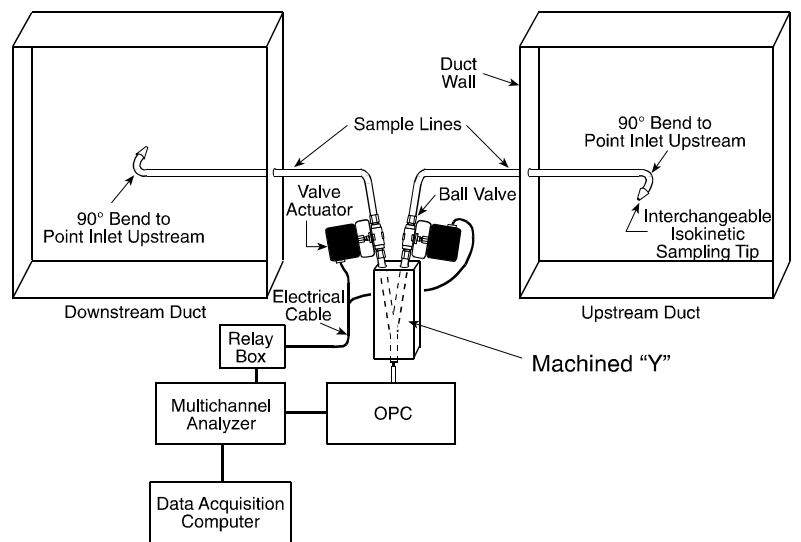 Duct
Wall
Sample Lines
90° Bend to
Point Inlet Upstream
90° Bend to
Point Inlet Upstream
Valve
Actuator
Ball Valve
Interchangeable
Isokinetic
Sampling Tip
Downstream Duct
Electrical
Cable
Upstream Duct
Relay
Box
Machined “Y”
Multichannel
Analyzer
OPC
Data Acquisition
Computer